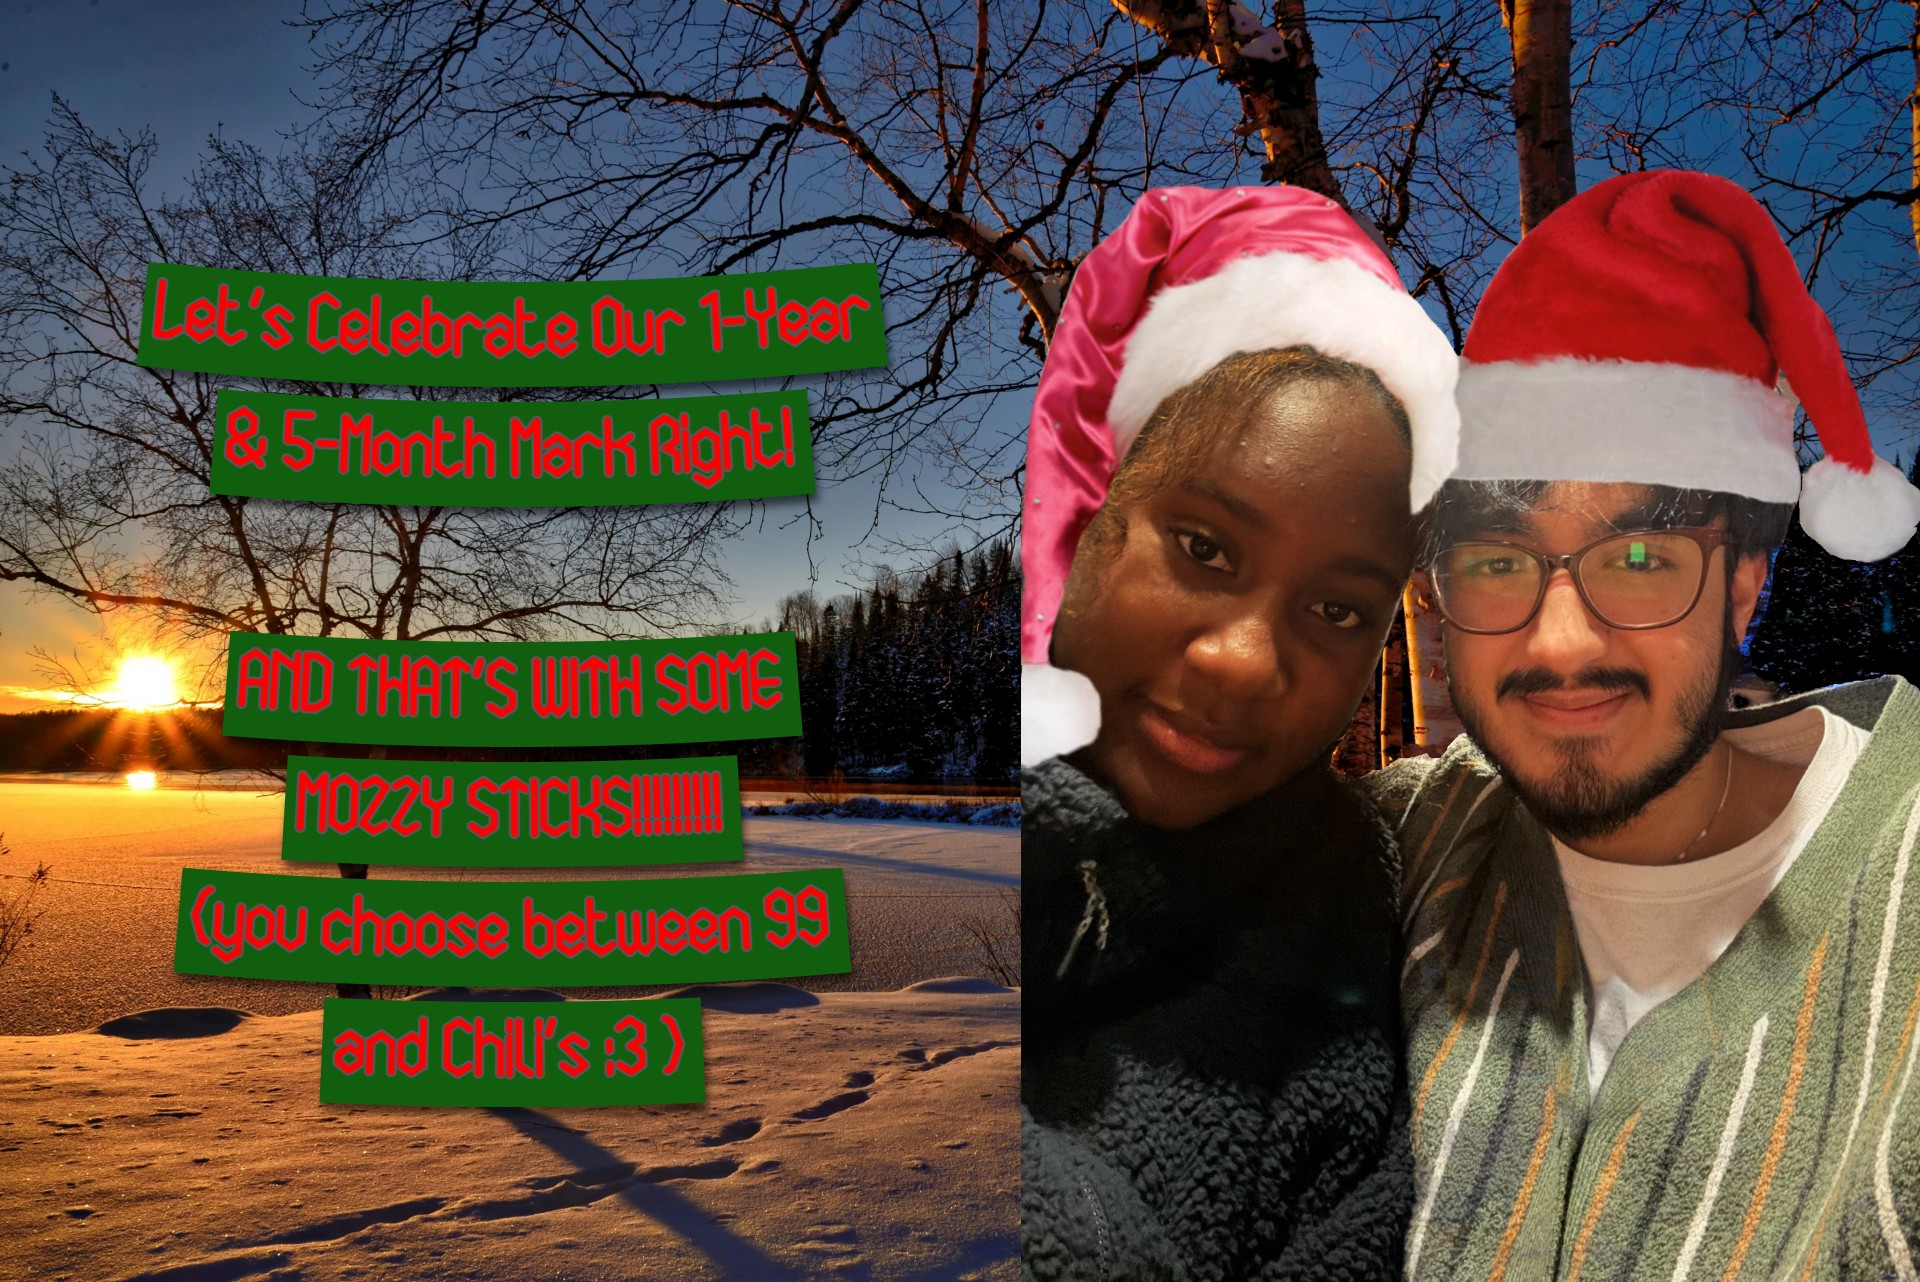 Let's Celebrate Our 1-Year
& 5-Month Mark Right!
AND THAT'S WITH SOME
MOZZY STICKS!!!!!!!!!
(you choose between 99
and Chili's :3 )